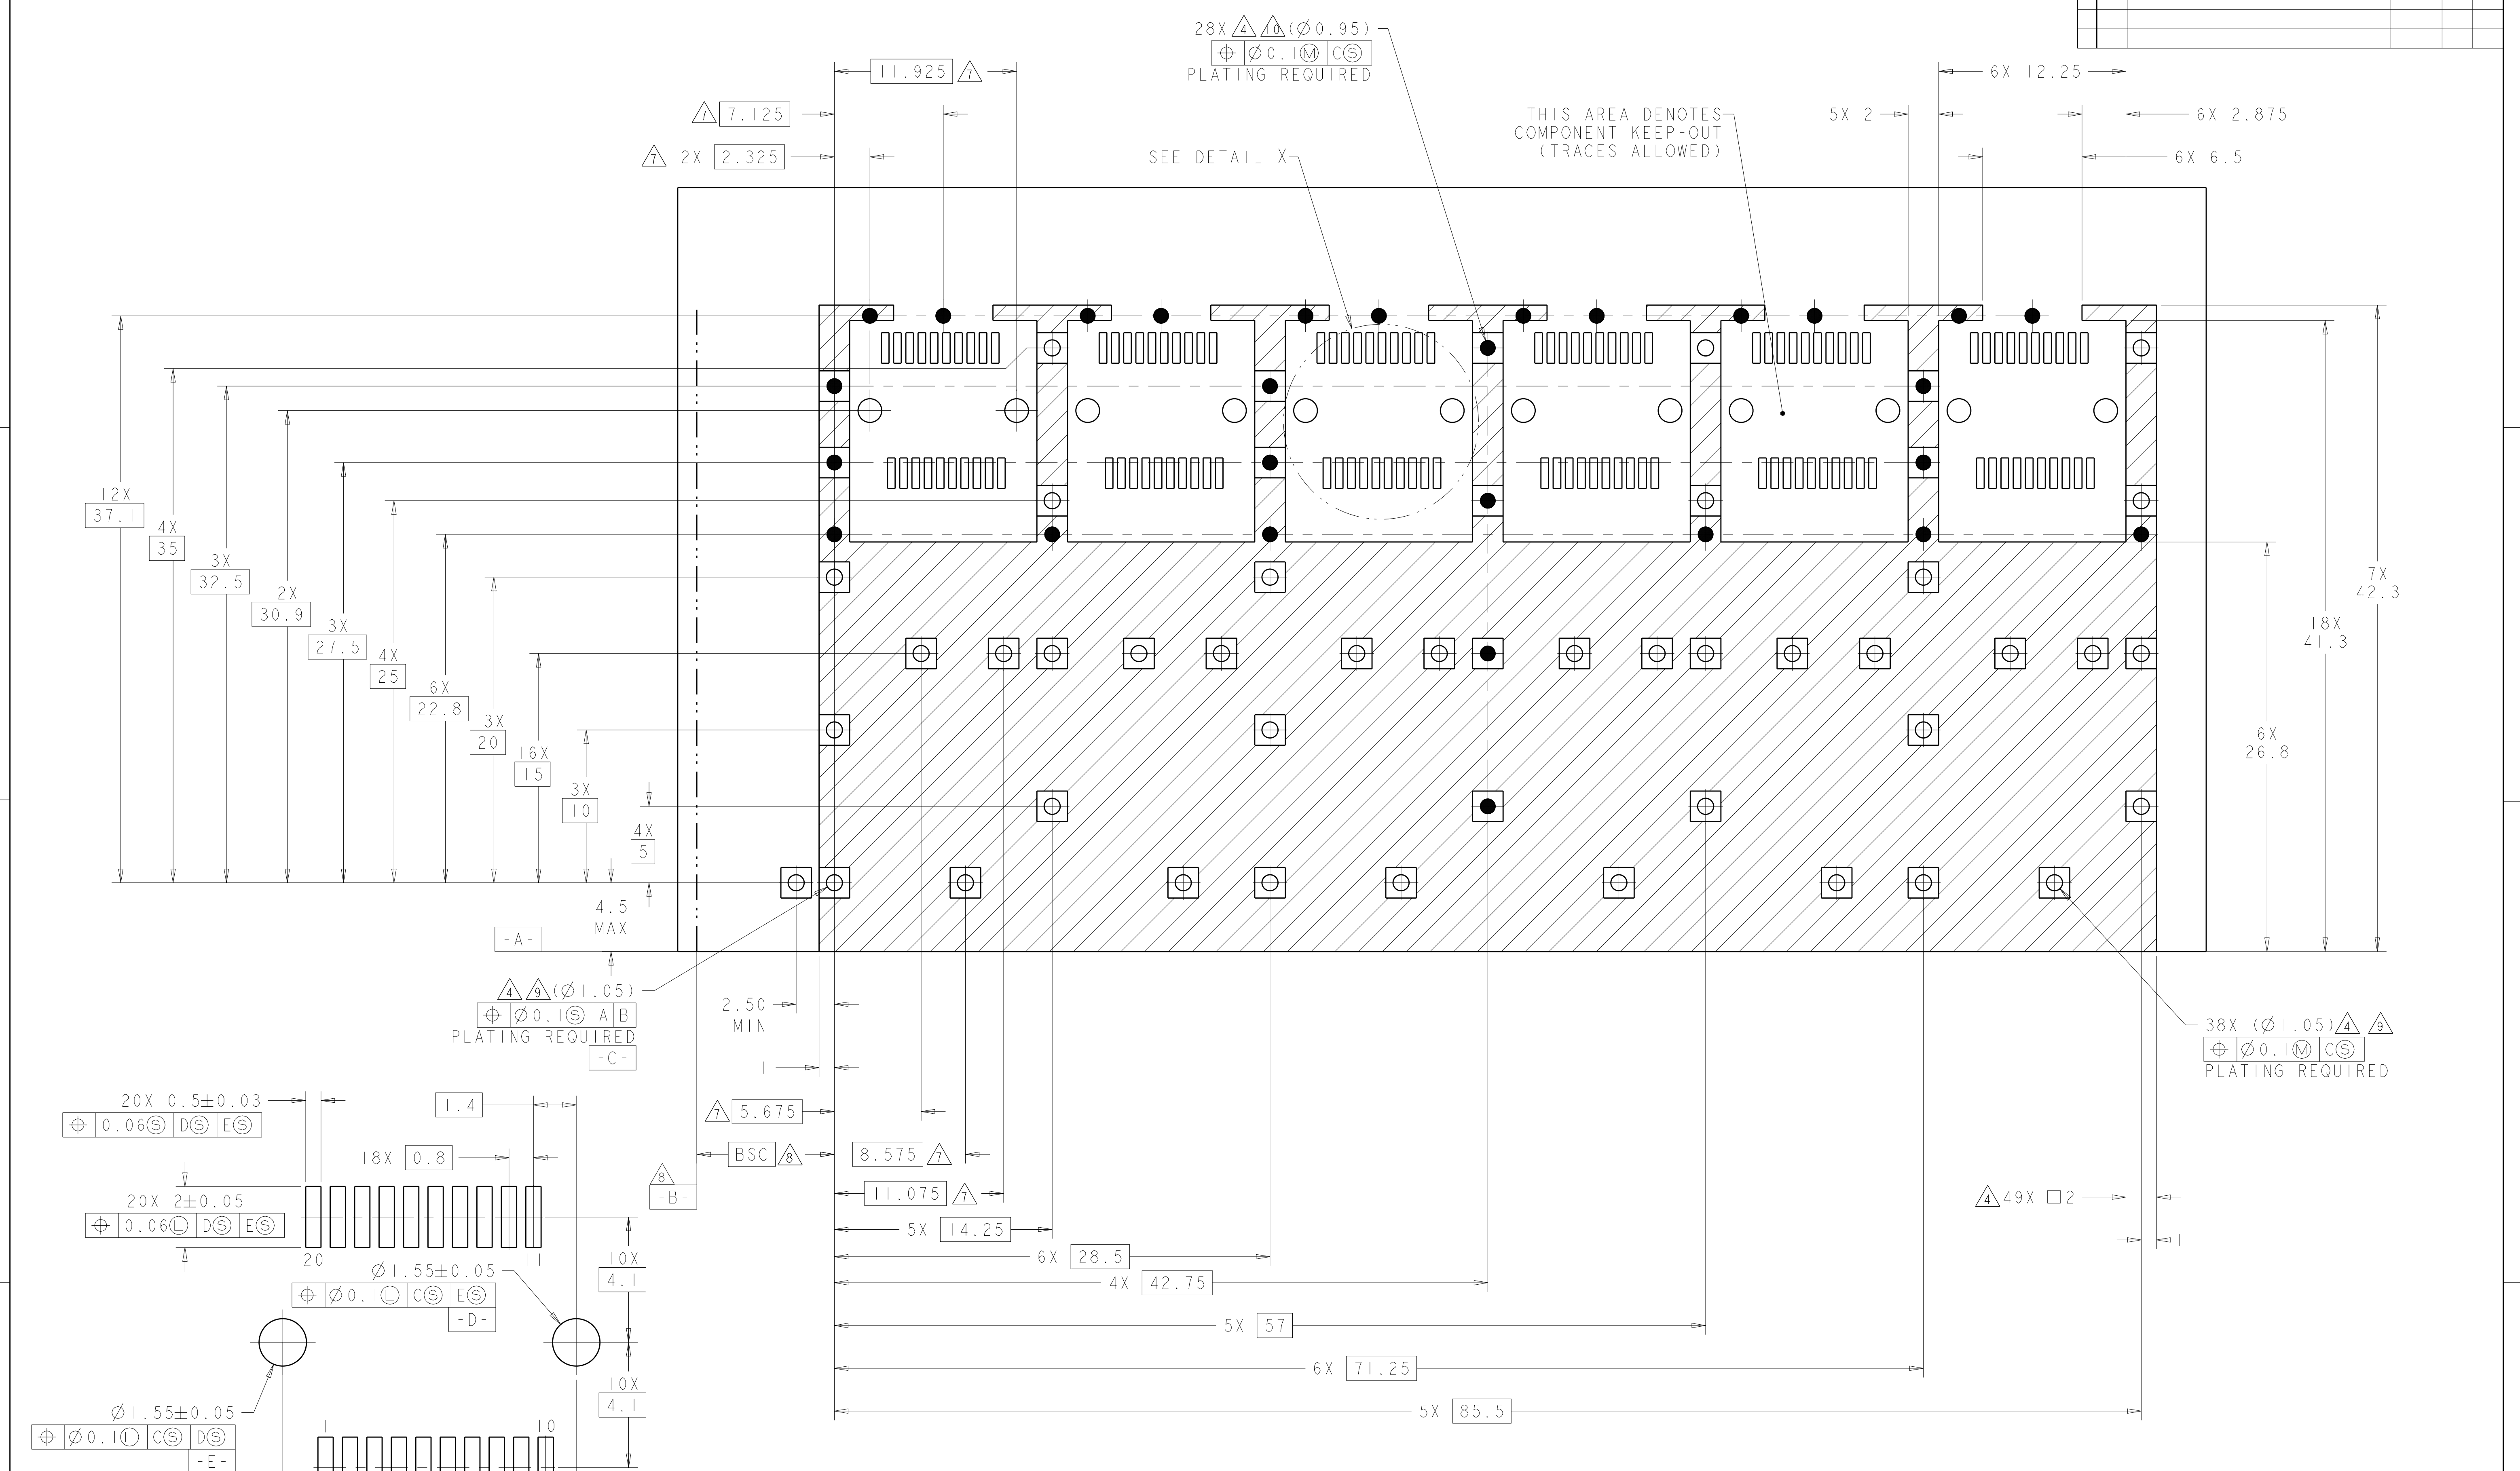 28X 4 10 (Ø0.95)
⌖ Ø0.1Ⓜ CⓈ
PLATING REQUIRED
11.925 7
7 7.125
7 2X 2.325
SEE DETAIL X
THIS AREA DENOTES
COMPONENT KEEP-OUT
(TRACES ALLOWED)
6X 12.25
5X 2
6X 2.875
6X 6.5
12X
37.1
4X
35
3X
32.5
12X
30.9
3X
27.5
4X
25
6X
22.8
3X
20
16X
15
3X
10
4X
5
4.5
MAX
-A-
7X
42.3
18X
41.3
6X
26.8
4 9 (Ø1.05)
⌖ Ø0.1Ⓢ A B
PLATING REQUIRED
-C-
2.50
MIN
1
38X (Ø1.05) 4 9
⌖ Ø0.1Ⓜ CⓈ
PLATING REQUIRED
7 5.675
BSC 8
8.575 7
8
-B-
11.075 7
5X 14.25
6X 28.5
4X 42.75
5X 57
6X 71.25
5X 85.5
4 49X □2
1
20X 0.5±0.03
⌖ 0.06Ⓢ DⓈ EⓈ
1.4
18X 0.8
20X 2±0.05
⌖ 0.06Ⓛ DⓈ EⓈ
20
11
10X
4.1
Ø1.55±0.05
⌖ Ø0.1Ⓛ CⓈ EⓈ
-D-
10X
4.1
Ø1.55±0.05
⌖ Ø0.1Ⓛ CⓈ DⓈ
-E-
1
10